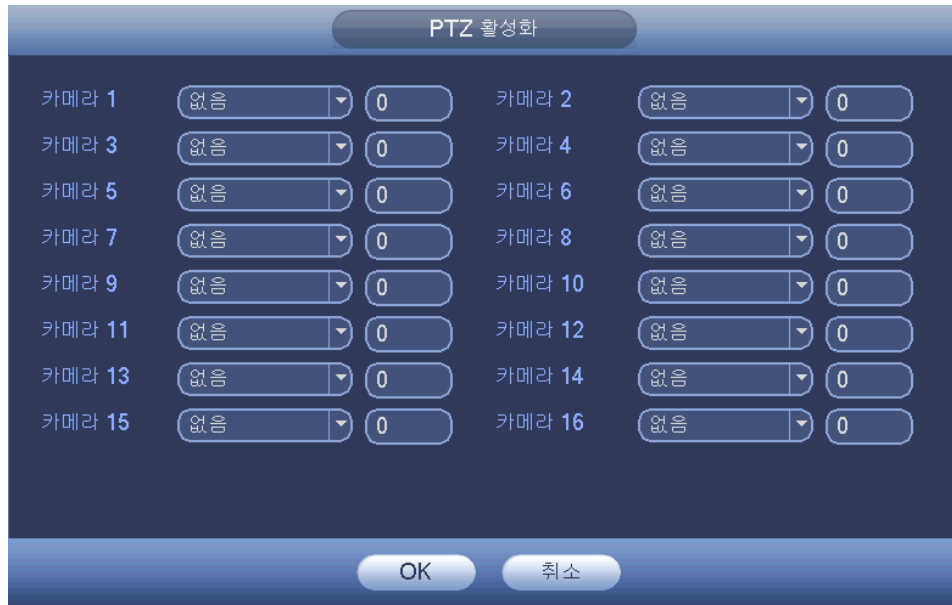 PTZ 활성화
카메라 1 없음 0 카메라 2 없음 0
카메라 3 없음 0 카메라 4 없음 0
카메라 5 없음 0 카메라 6 없음 0
카메라 7 없음 0 카메라 8 없음 0
카메라 9 없음 0 카메라 10 없음 0
카메라 11 없음 0 카메라 12 없음 0
카메라 13 없음 0 카메라 14 없음 0
카메라 15 없음 0 카메라 16 없음 0
OK 취소